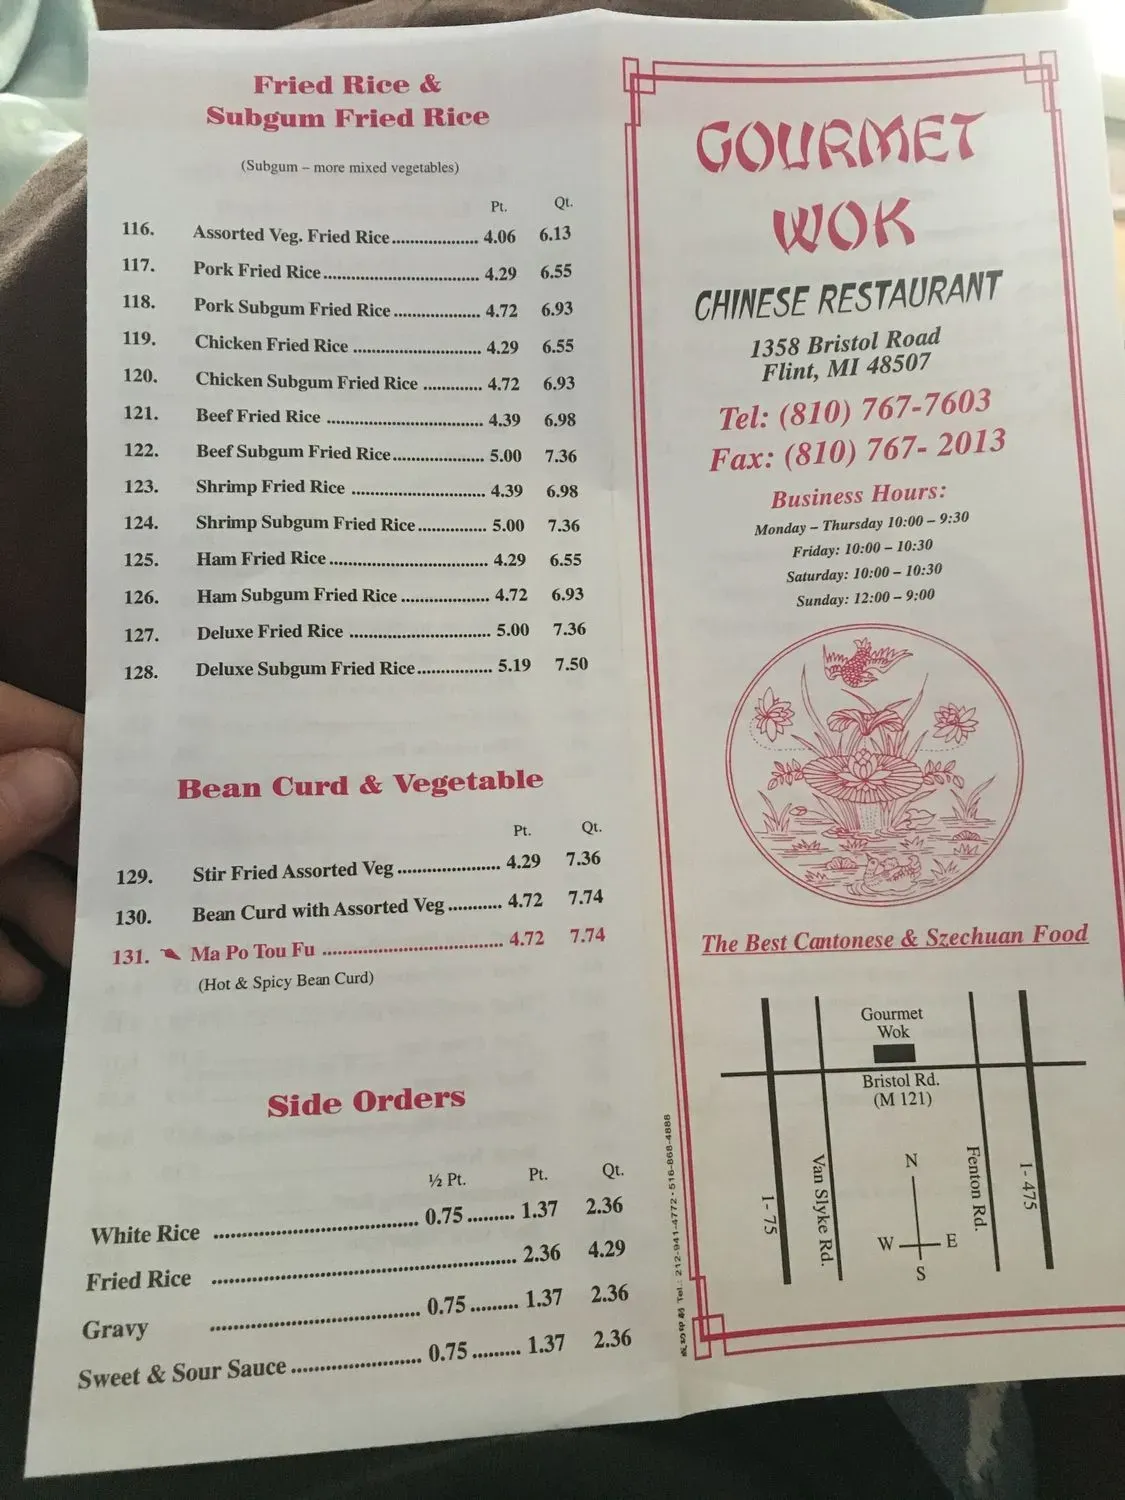 Fried Rice &
Subgum Fried Rice
(Subgum – more mixed vegetables)
Pt. Qt.
116. Assorted Veg. Fried Rice................... 4.06 6.13
117. Pork Fried Rice................................... 4.29 6.55
118. Pork Subgum Fried Rice................... 4.72 6.93
119. Chicken Fried Rice ............................ 4.29 6.55
120. Chicken Subgum Fried Rice ............. 4.72 6.93
121. Beef Fried Rice ................................... 4.39 6.98
122. Beef Subgum Fried Rice.................... 5.00 7.36
123. Shrimp Fried Rice .............................. 4.39 6.98
124. Shrimp Subgum Fried Rice............... 5.00 7.36
125. Ham Fried Rice................................... 4.29 6.55
126. Ham Subgum Fried Rice ................... 4.72 6.93
127. Deluxe Fried Rice ............................... 5.00 7.36
128. Deluxe Subgum Fried Rice................ 5.19 7.50
Bean Curd & Vegetable
Pt. Qt.
129. Stir Fried Assorted Veg ...................... 4.29 7.36
130. Bean Curd with Assorted Veg ........... 4.72 7.74
131. Ma Po Tou Fu ....................................... 4.72 7.74
(Hot & Spicy Bean Curd)
Side Orders
½ Pt. Pt. Qt.
White Rice ........................................ 0.75 ......... 1.37 2.36
Fried Rice ............................................................ 2.36 4.29
Gravy .......................................... 0.75 ......... 1.37 2.36
Sweet & Sour Sauce.......................... 0.75 ......... 1.37 2.36
GOURMET
WOK
CHINESE RESTAURANT
1358 Bristol Road
Flint, MI 48507
Tel: (810) 767-7603
Fax: (810) 767- 2013
Business Hours:
Monday – Thursday 10:00 – 9:30
Friday: 10:00 – 10:30
Saturday: 10:00 – 10:30
Sunday: 12:00 – 9:00
The Best Cantonese & Szechuan Food
Gourmet
Wok
Bristol Rd.
(M 121)
I- 75
Van Slyke Rd.
Fenton Rd.
I- 475
N
W E
S
Tel.: 212-941-4772 - 516-868-4888